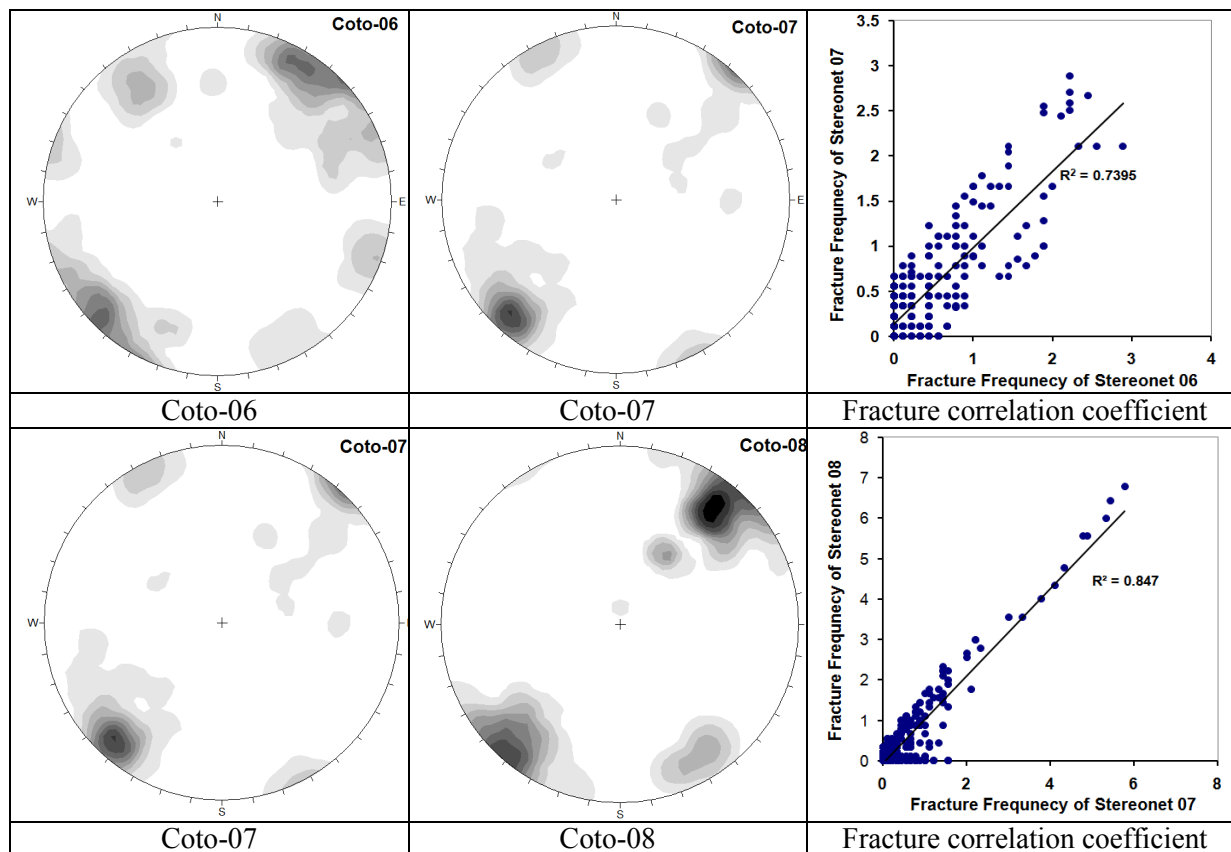 N
Coto-06
W
E
S
N
Coto-07
W
E
S
3.5
3
2.5
2
1.5
1
0.5
0
Fracture Frequnecy of Stereonet 07
R² = 0.7395
0 1 2 3 4
Fracture Frequnecy of Stereonet 06
Coto-06
Coto-07
Fracture correlation coefficient
N
Coto-07
W
S
N
Coto-08
W
E
S
8
7
6
5
4
3
2
1
0
Fracture Frequnecy of Stereonet 08
R² = 0.847
0 2 4 6 8
Fracture Frequnecy of Stereonet 07
Coto-07
Coto-08
Fracture correlation coefficient